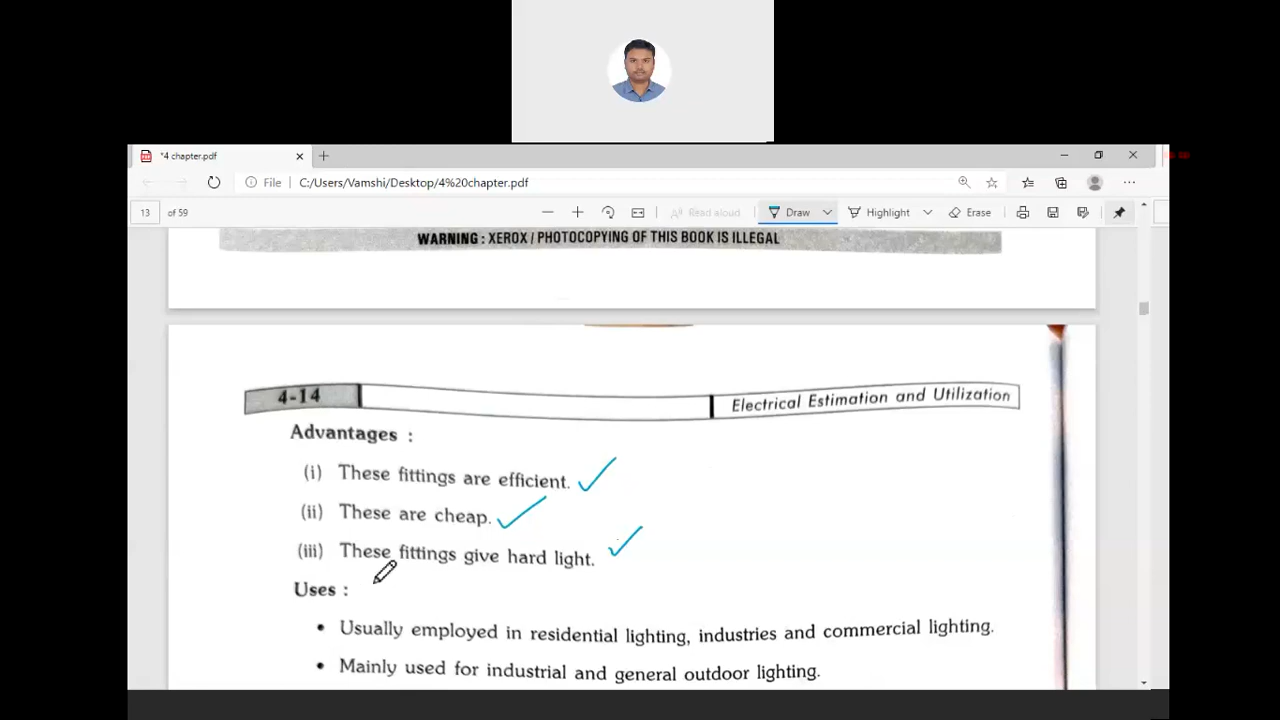 *4 chapter.pdf
File C:/Users/Vamshi/Desktop/4%20chapter.pdf
13 of 59 Read aloud Draw Highlight Erase
WARNING : XEROX / PHOTOCOPYING OF THIS BOOK IS ILLEGAL
4-14 Electrical Estimation and Utilization
Advantages :
(i) These fittings are efficient.
(ii) These are cheap.
(iii) These fittings give hard light.
Uses :
• Usually employed in residential lighting, industries and commercial lighting.
• Mainly used for industrial and general outdoor lighting.